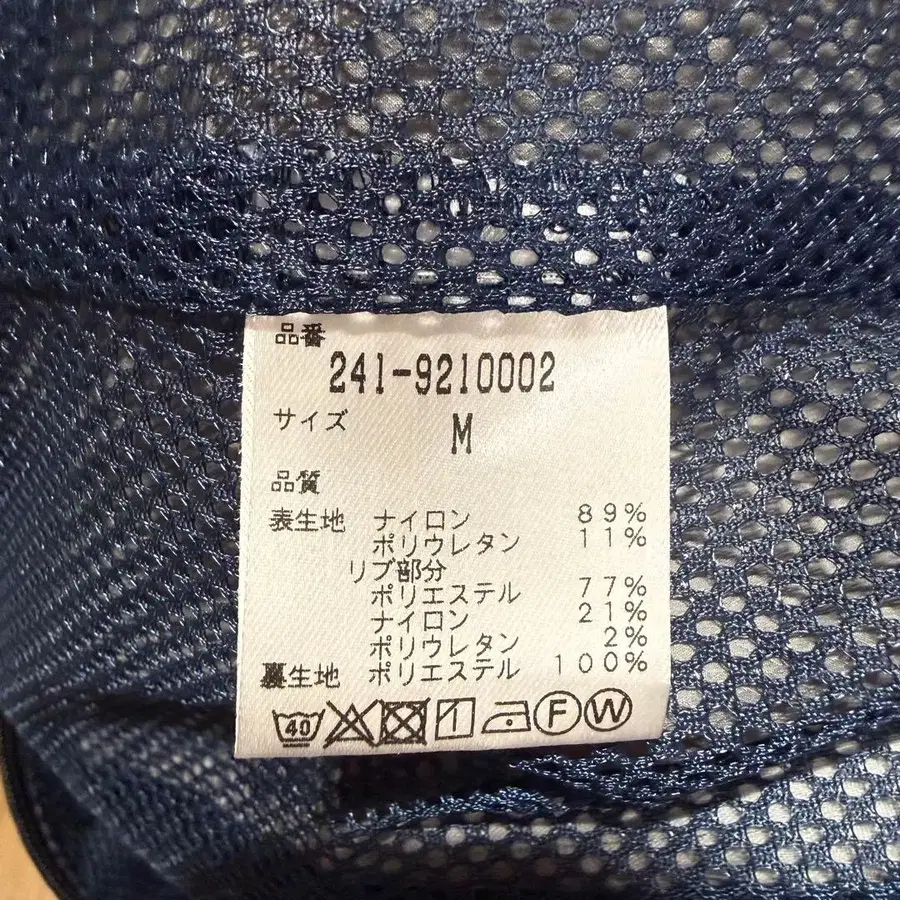 品番
241-9210002
サイズ
M
品質
表生地 ナイロン 89%
ポリウレタン 11%
リブ部分
ポリエステル 77%
ナイロン 21%
ポリウレタン 2%
裏生地 ポリエステル 100%
40 F W